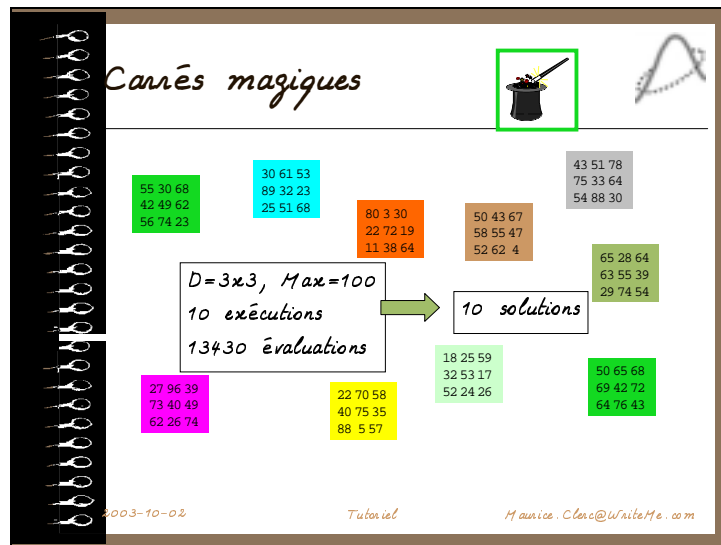 Carrés magiques
55 30 68
42 49 62
56 74 23
30 61 53
89 32 23
25 51 68
80 3 30
22 72 19
11 38 64
50 43 67
58 55 47
52 62 4
43 51 78
75 33 64
54 88 30
65 28 64
63 55 39
29 74 54
D=3x3, Max=100
10 exécutions
13430 évaluations
10 solutions
27 96 39
73 40 49
62 26 74
22 70 58
40 75 35
88 5 57
18 25 59
32 53 17
52 24 26
50 65 68
69 42 72
64 76 43
2003-10-02
Tutoriel
Maurice.Clerc@WriteMe.com